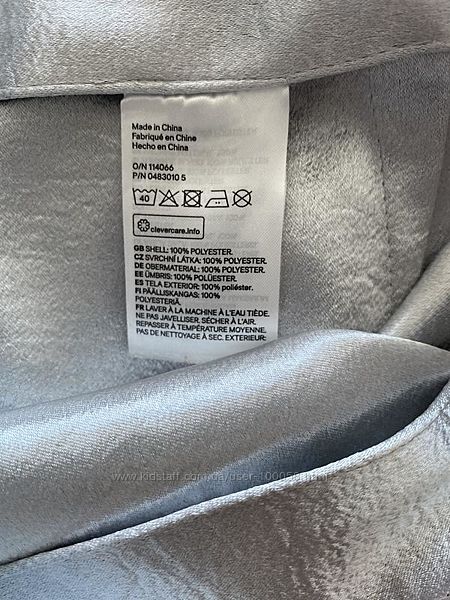 Made in China
Fabriqué en Chine
Hecho en China
O/N 114066
P/N 0483010 5
40
clevercare.info
GB SHELL: 100% POLYESTER.
CZ SVRCHNÍ LÁTKA: 100% POLYESTER.
DE OBERMATERIAL: 100% POLYESTER.
EE ÜMBRIS: 100% POLÜESTER.
ES TELA EXTERIOR: 100% poliéster.
FI PÄÄLLISKANGAS: 100%
POLYESTERIÄ.
FR LAVER À LA MACHINE À L'EAU TIÈDE.
NE PAS JAVELLISER, SÉCHER À L'AIR.
REPASSER À TEMPÉRATURE MOYENNE.
PAS DE NETTOYAGE À SEC. EXTERIEUR: